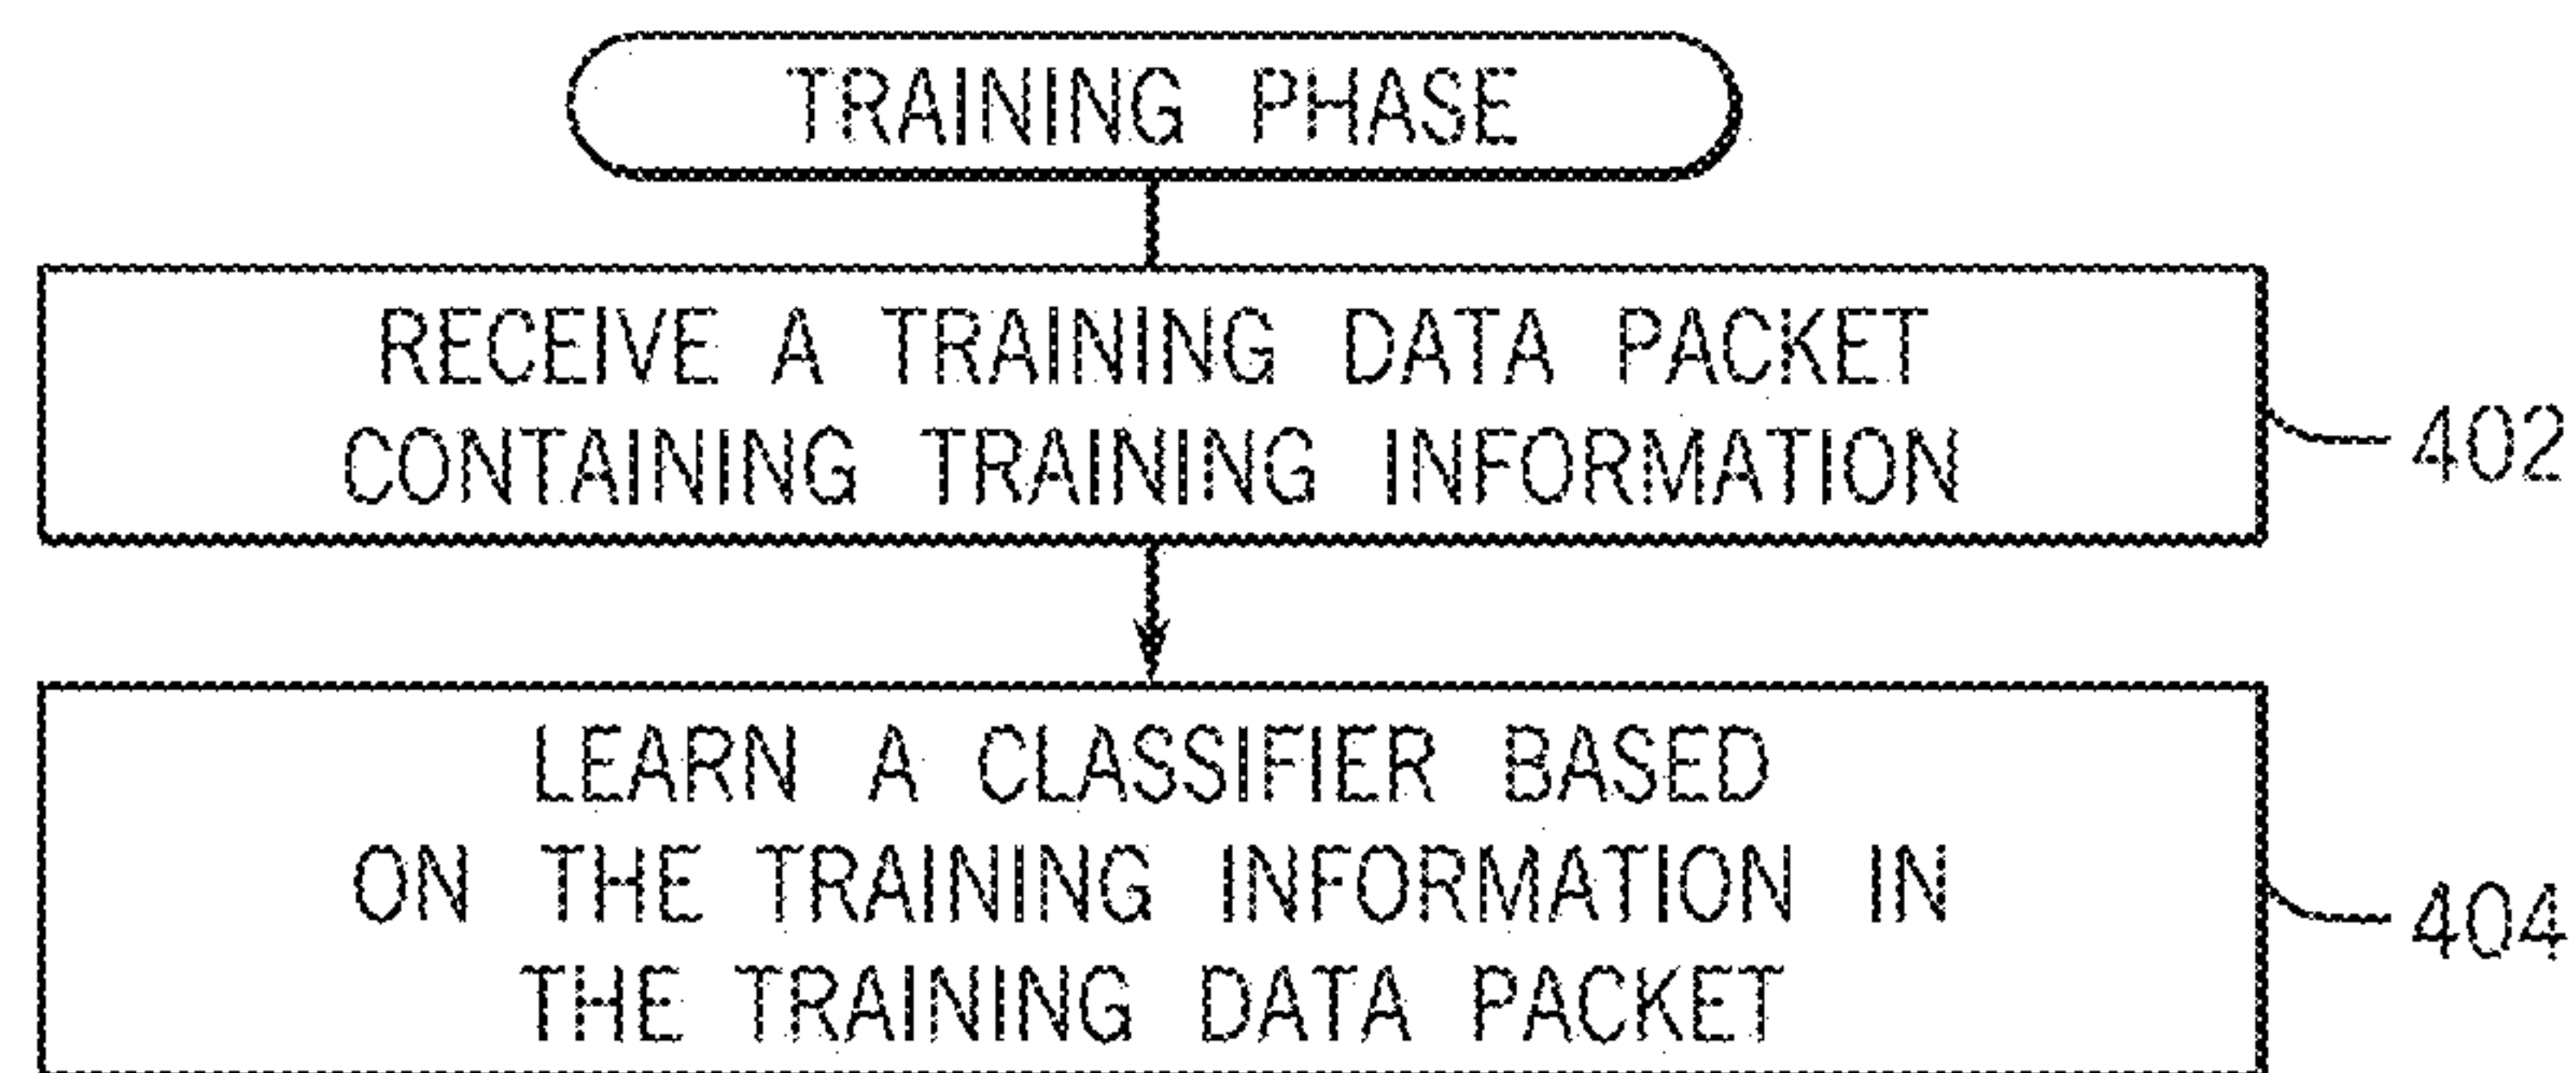 TRAINING PHASE
RECEIVE A TRAINING DATA PACKET
CONTAINING TRAINING INFORMATION
402
LEARN A CLASSIFIER BASED
ON THE TRAINING INFORMATION IN
THE TRAINING DATA PACKET
404